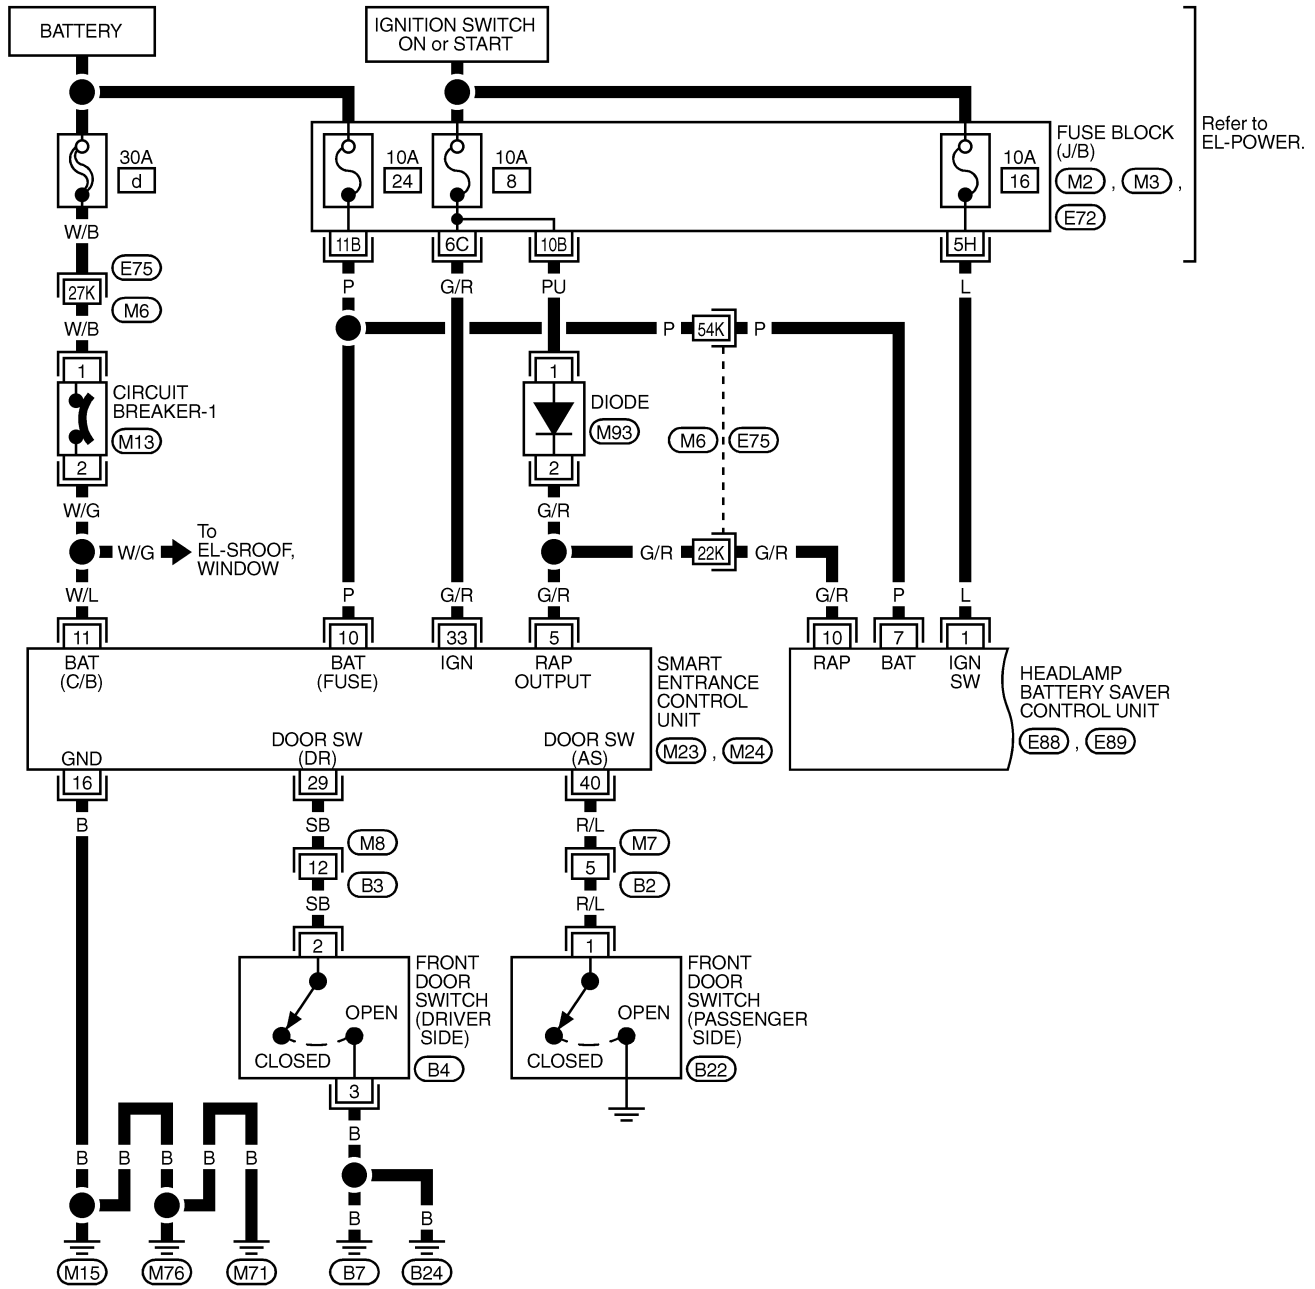 BATTERY
IGNITION SWITCH
ON or START
Refer to
EL-POWER.
30A
d
10A
24
10A
8
10A
16
FUSE BLOCK
(J/B)
M2 , M3 ,
E72
W/B
11B
6C
10B
5H
E75
27K
M6
P
G/R
PU
L
W/B
P
54K
P
1
CIRCUIT
BREAKER-1
M13
2
1
DIODE
M93
2
M6
E75
W/G
G/R
W/G
To
EL-SROOF,
WINDOW
G/R
22K
G/R
W/L
P
G/R
G/R
G/R
P
L
11
10
33
5
10
7
1
BAT
(C/B)
BAT
(FUSE)
IGN
RAP
OUTPUT
SMART
ENTRANCE
CONTROL
UNIT
M23 , M24
RAP
BAT
IGN
SW
HEADLAMP
BATTERY SAVER
CONTROL UNIT
E88 , E89
GND
DOOR SW
(DR)
DOOR SW
(AS)
16
29
40
B
SB
R/L
M8
12
B3
M7
5
B2
SB
R/L
2
1
OPEN
CLOSED
FRONT
DOOR
SWITCH
(DRIVER
SIDE)
B4
OPEN
CLOSED
FRONT
DOOR
SWITCH
(PASSENGER
SIDE)
B22
3
B
B
B
B
B
B
B
B
M15
M76
M71
B7
B24